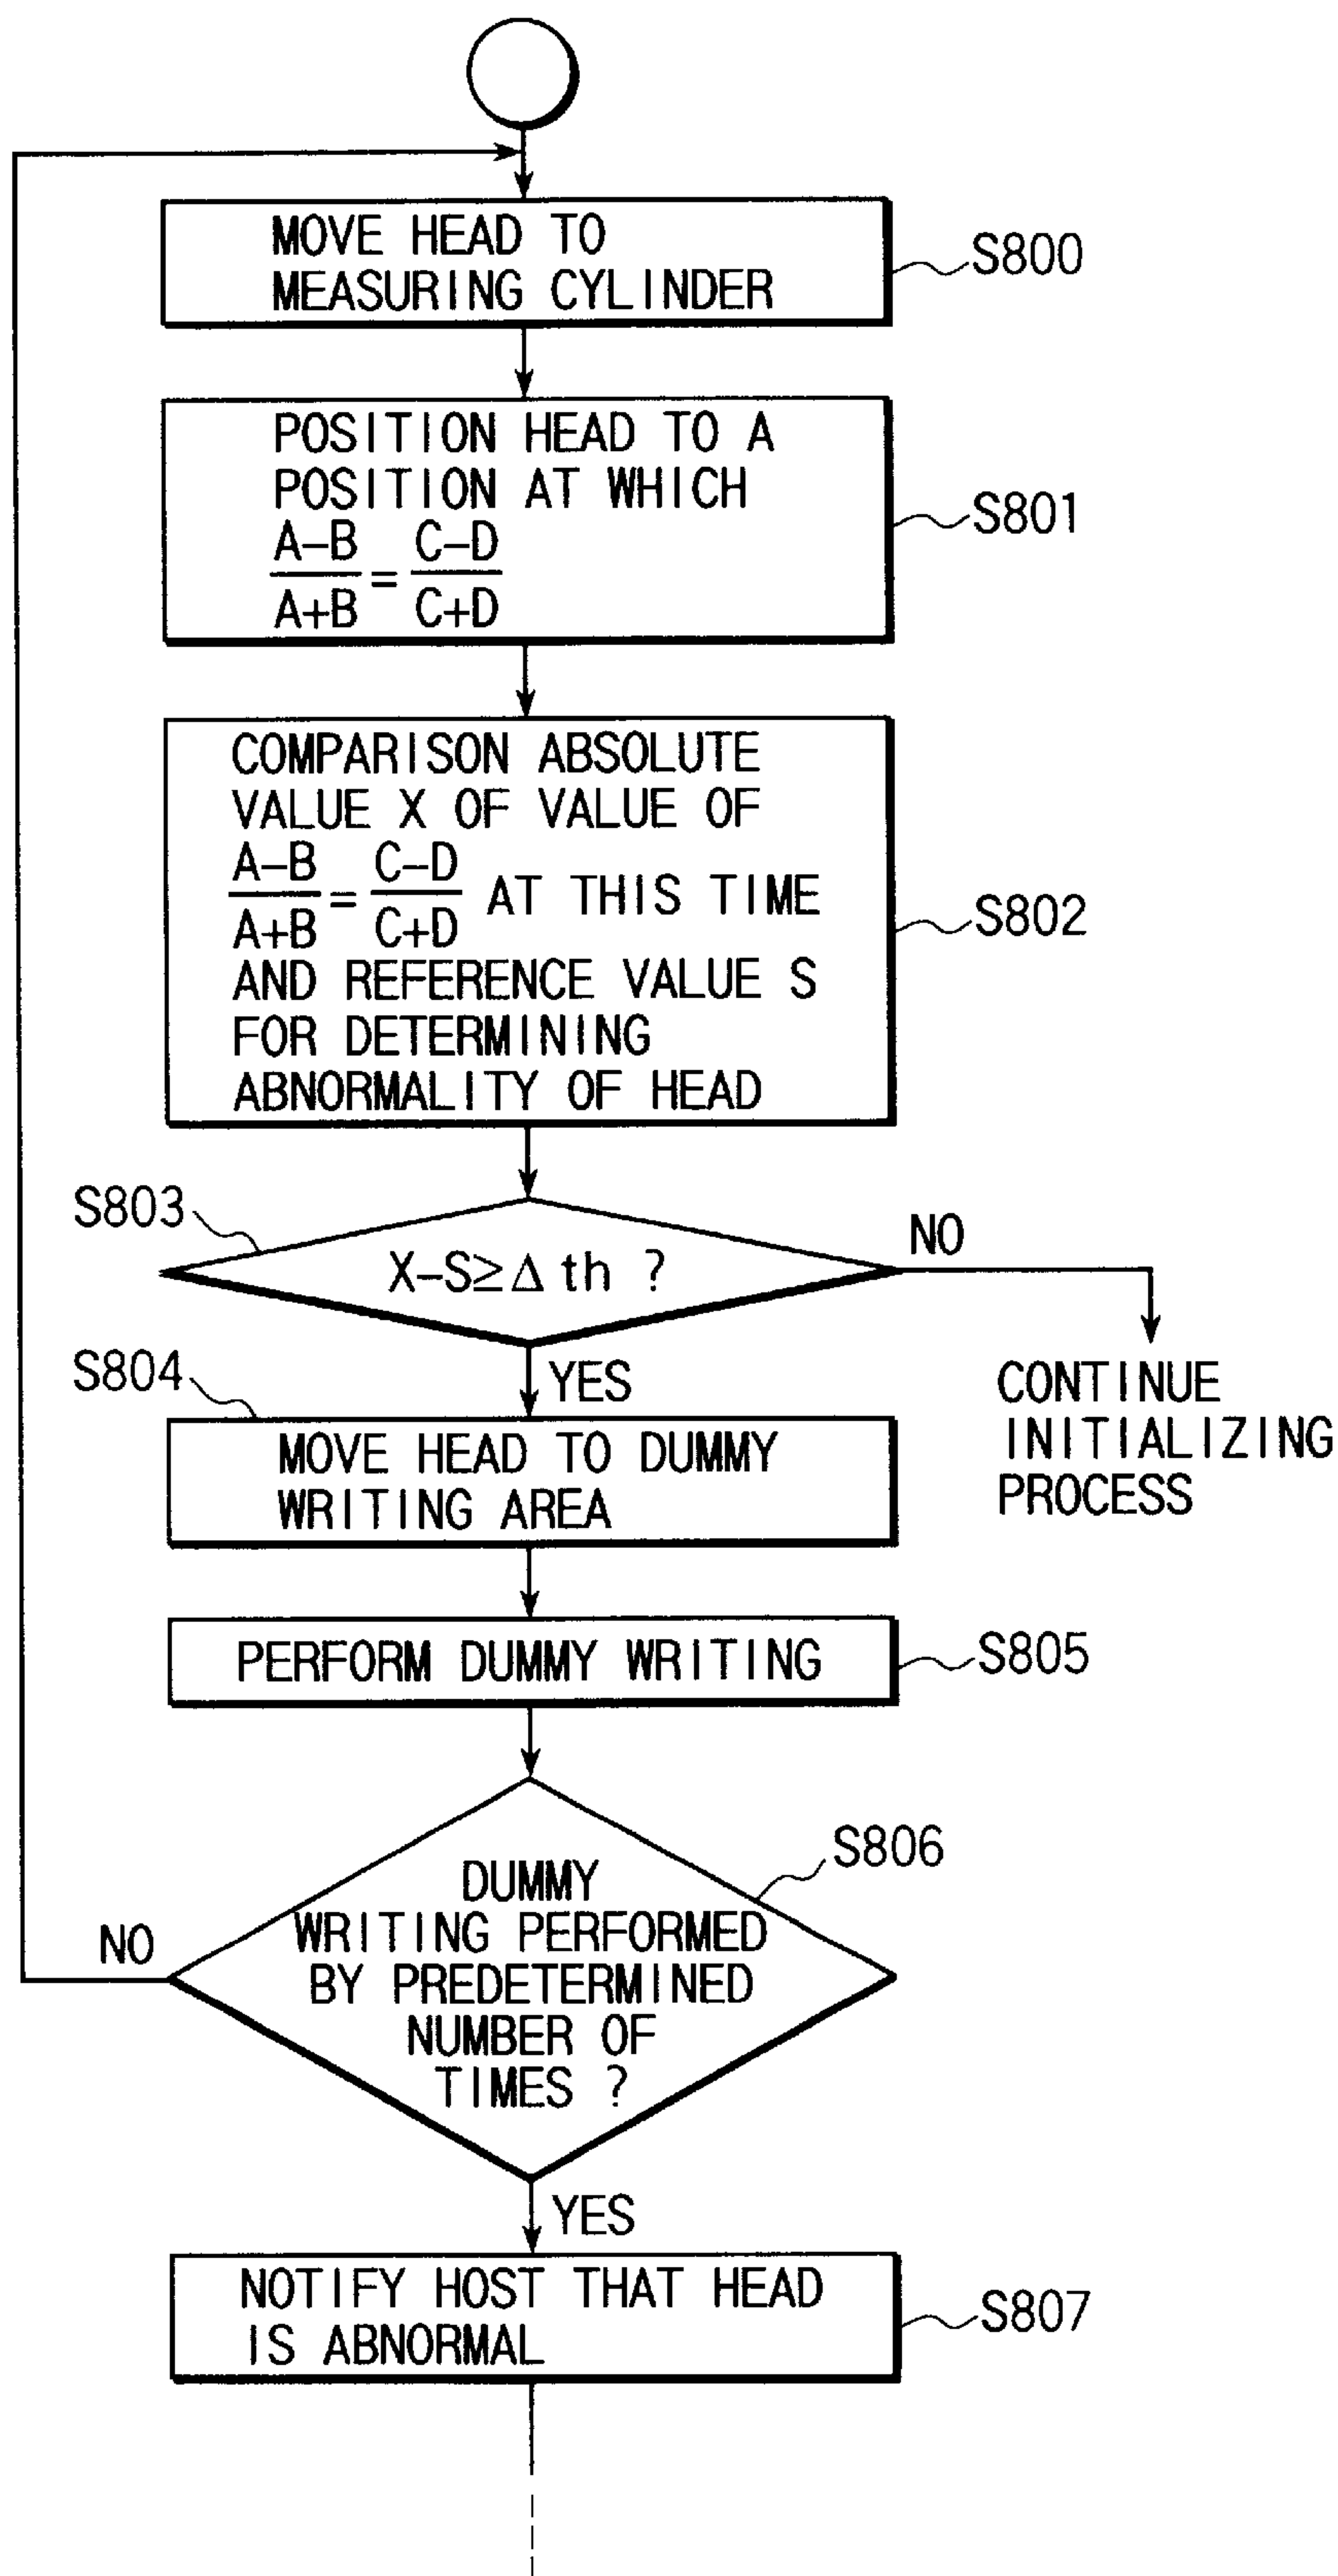 MOVE HEAD TO
MEASURING CYLINDER
S800
POSITION HEAD TO A
POSITION AT WHICH
A−B/A+B = C−D/C+D
S801
COMPARISON ABSOLUTE
VALUE X OF VALUE OF
A−B/A+B = C−D/C+D AT THIS TIME
AND REFERENCE VALUE S
FOR DETERMINING
ABNORMALITY OF HEAD
S802
S803
X−S≥Δ th ?
NO
CONTINUE
INITIALIZING
PROCESS
YES
S804
MOVE HEAD TO DUMMY
WRITING AREA
PERFORM DUMMY WRITING
S805
S806
DUMMY
WRITING PERFORMED
BY PREDETERMINED
NUMBER OF
TIMES ?
NO
YES
NOTIFY HOST THAT HEAD
IS ABNORMAL
S807